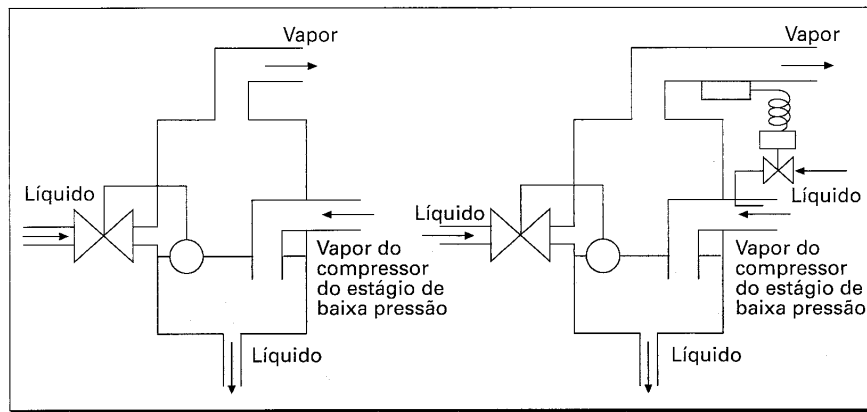 Vapor
Líquido
Vapor do
compressor
do estágio de
baixa pressão
Líquido
Vapor
Líquido
Líquido
Vapor do
compressor
do estágio de
baixa pressão
Líquido